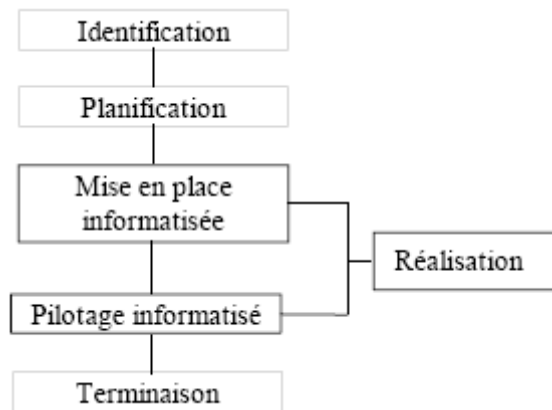 Identification
Planification
Mise en place
informatisée
Réalisation
Pilotage informatisé
Terminaison